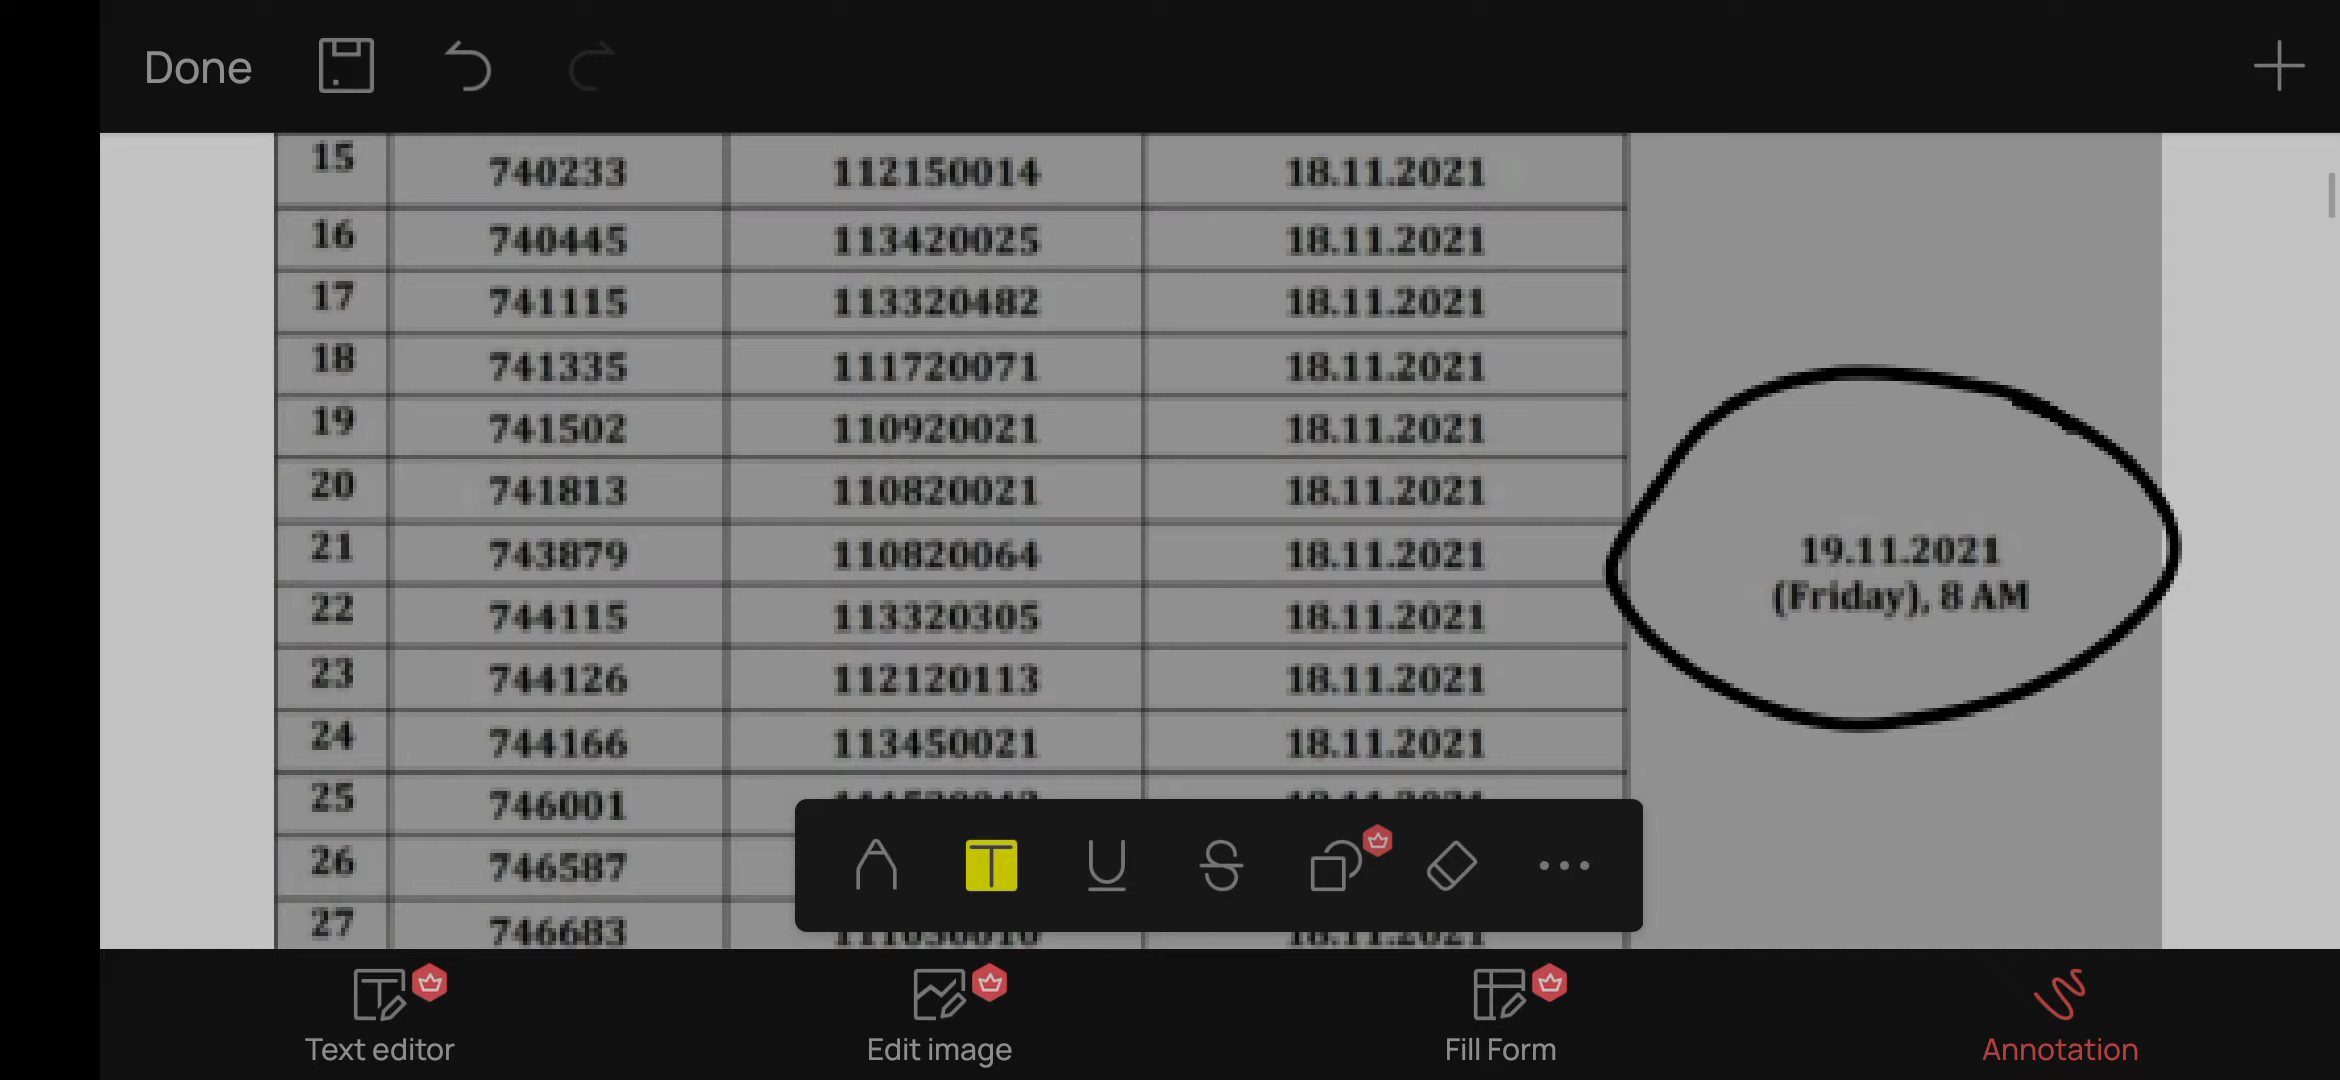 Done
15 740233 112150014 18.11.2021
16 740445 113420025 18.11.2021
17 741115 113320482 18.11.2021
18 741335 111720071 18.11.2021
19 741502 110920021 18.11.2021
20 741813 110820021 18.11.2021
21 743879 110820064 18.11.2021
19.11.2021
(Friday), 8 AM
22 744115 113320305 18.11.2021
23 744126 112120113 18.11.2021
24 744166 113450021 18.11.2021
25 746001
26 746587
27 746683
Text editor
Edit image
Fill Form
Annotation